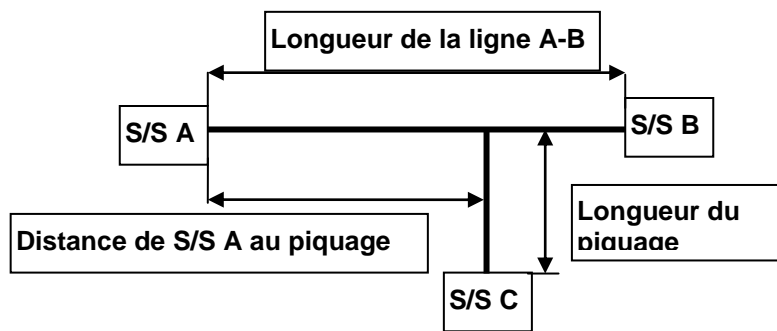 Longueur de la ligne A-B
S/S A
S/S B
Distance de S/S A au piquage
Longueur du
piquage
S/S C